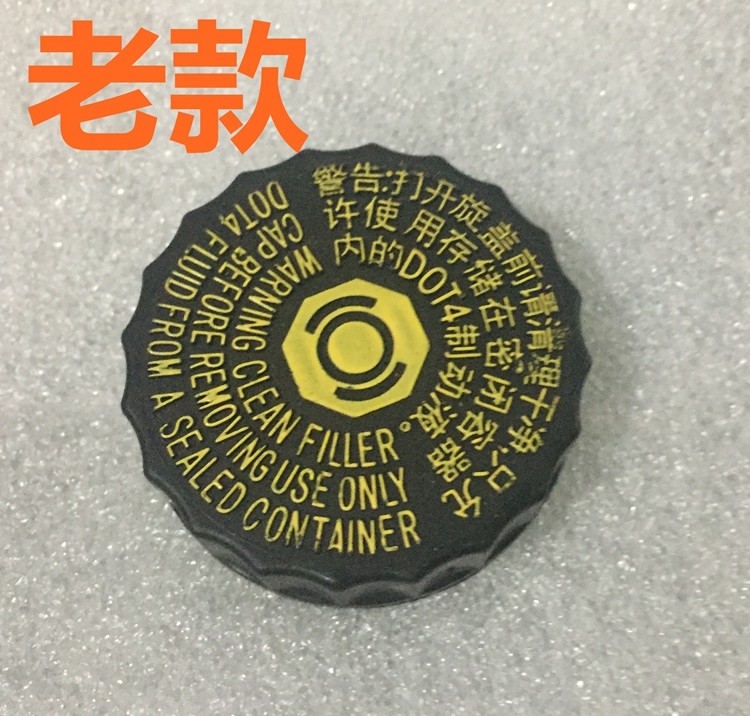 老款
警告:打开旋盖前请清理干净,只允
许使用存储在密闭容器
内的DOT4制动液。
WARNING CLEAN FILLER
CAP BEFORE REMOVING USE ONLY
DOT4 FLUID FROM A SEALED CONTAINER